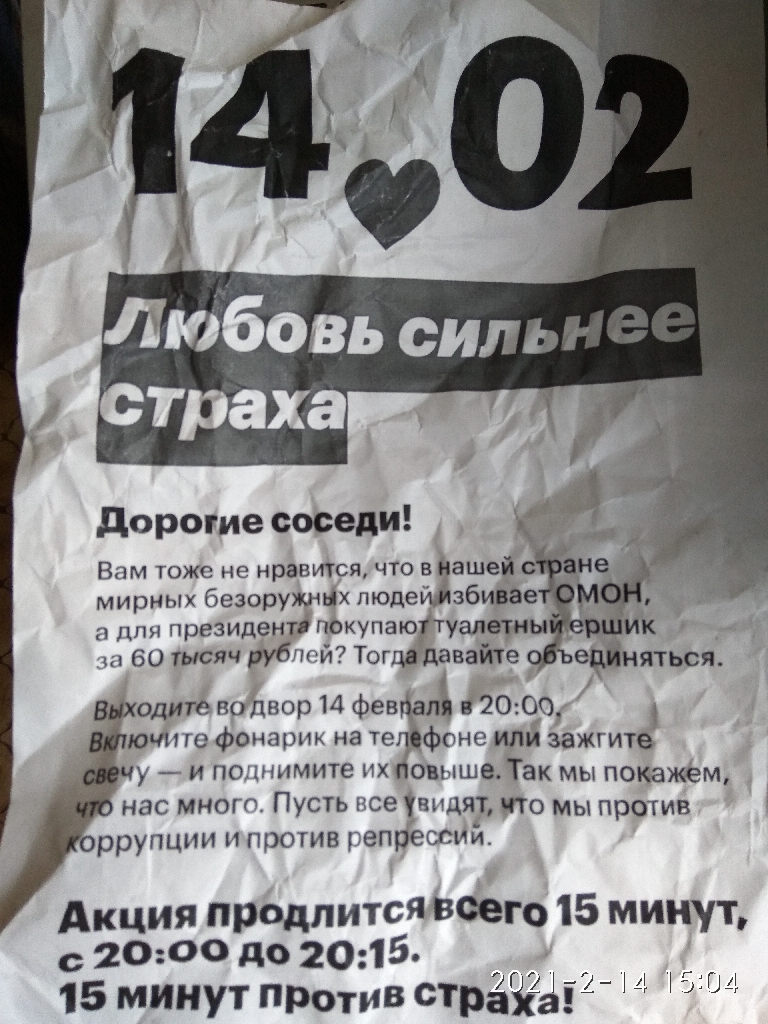 14 02
Любовь сильнее
страха
Дорогие соседи!
Вам тоже не нравится, что в нашей стране
мирных безоружных людей избивает ОМОН,
а для президента покупают туалетный ершик
за 60 тысяч рублей? Тогда давайте объединяться.
Выходите во двор 14 февраля в 20:00.
Включите фонарик на телефоне или зажгите
свечу — и поднимите их повыше. Так мы покажем,
что нас много. Пусть все увидят, что мы против
коррупции и против репрессий.
Акция продлится всего 15 минут,
с 20:00 до 20:15.
15 минут против страха!
2021-2-14 15:04